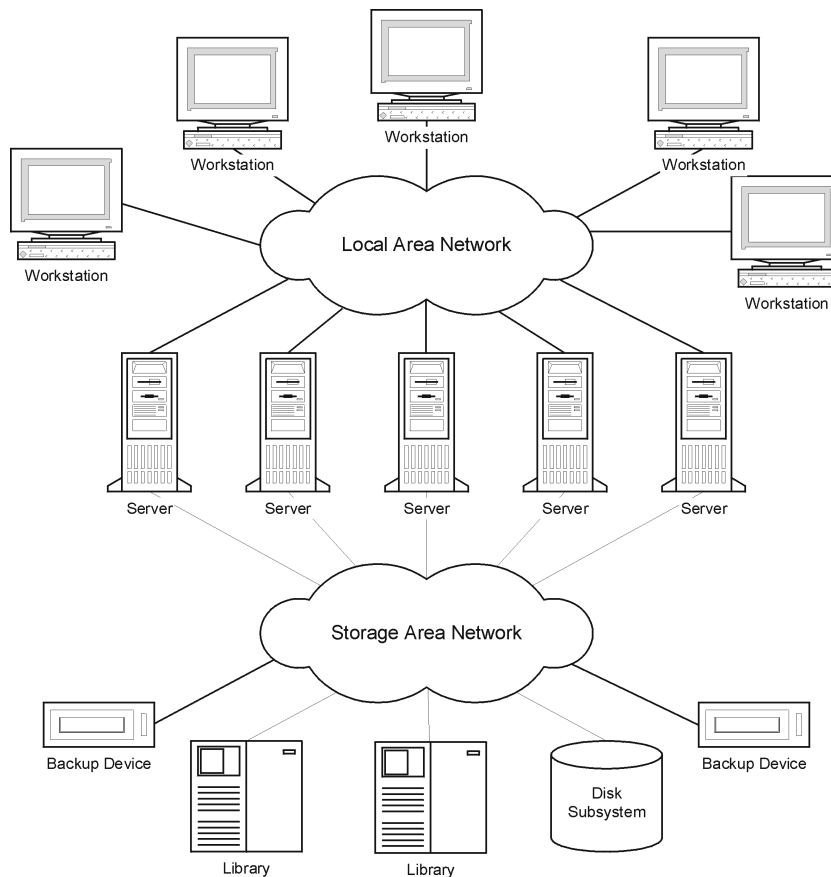 Workstation
Workstation
Workstation
Workstation
Workstation
Local Area Network
Server
Server
Server
Server
Server
Storage Area Network
Backup Device
Backup Device
Disk
Subsystem
Library
Library